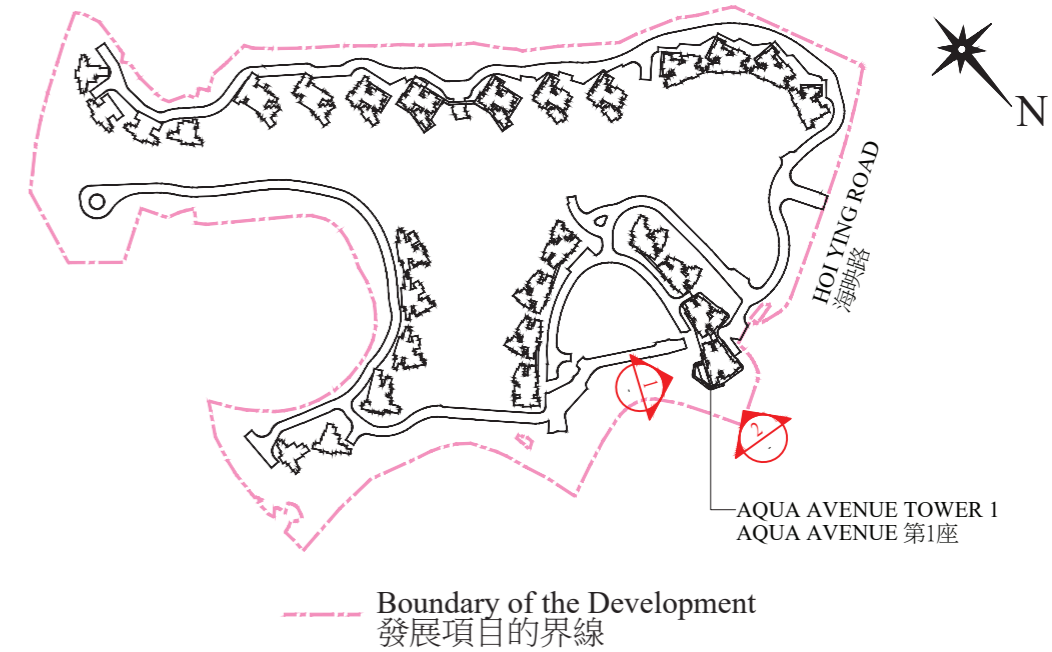 N
HOI YING ROAD
海映路
1
2
AQUA AVENUE TOWER 1
AQUA AVENUE 第1座
Boundary of the Development
發展項目的界線